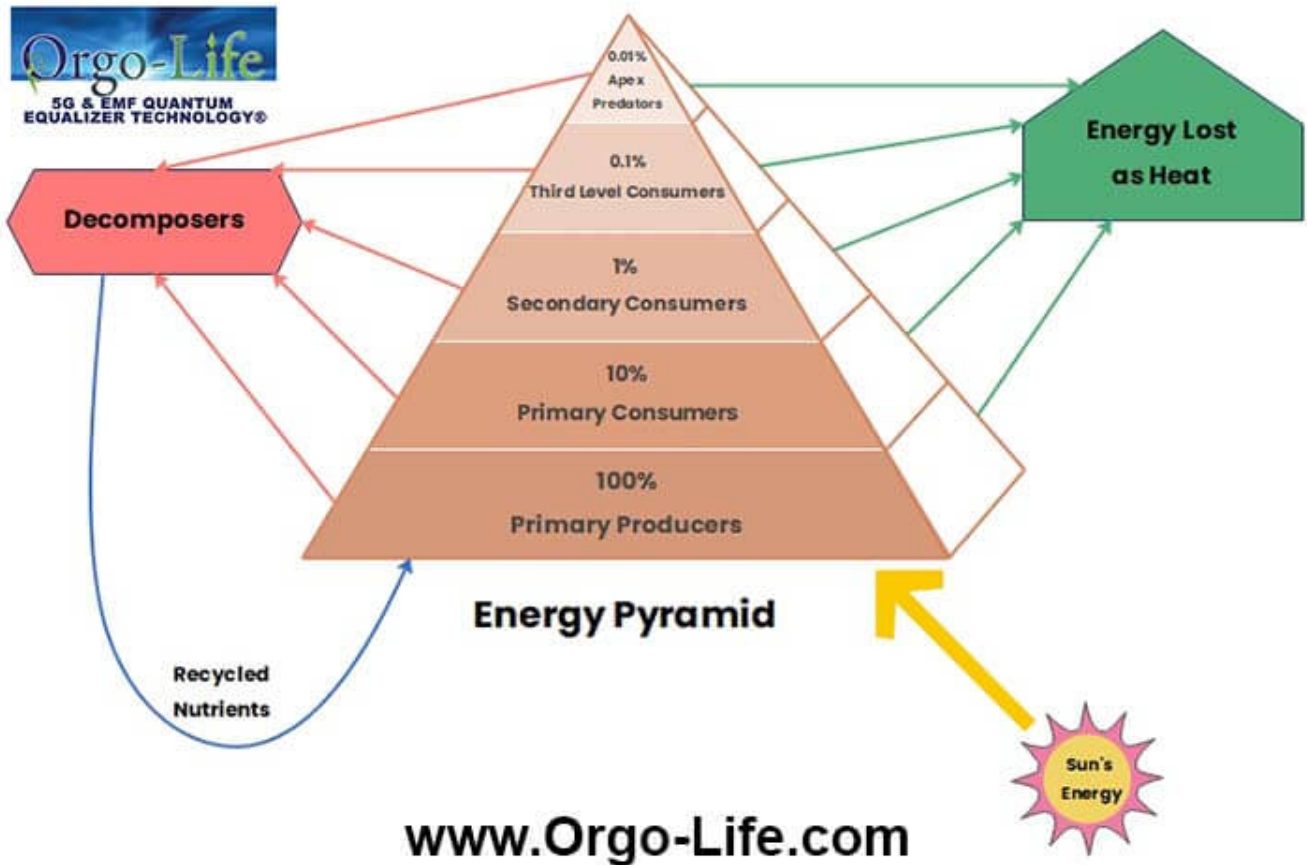 Orgo-Life
5G & EMF QUANTUM
EQUALIZER TECHNOLOGY®
0.01%
Apex
Predators
Energy Lost
as Heat
0.1%
Third Level Consumers
Decomposers
1%
Secondary Consumers
10%
Primary Consumers
100%
Primary Producers
Energy Pyramid
Recycled
Nutrients
Sun's
Energy
www.Orgo-Life.com